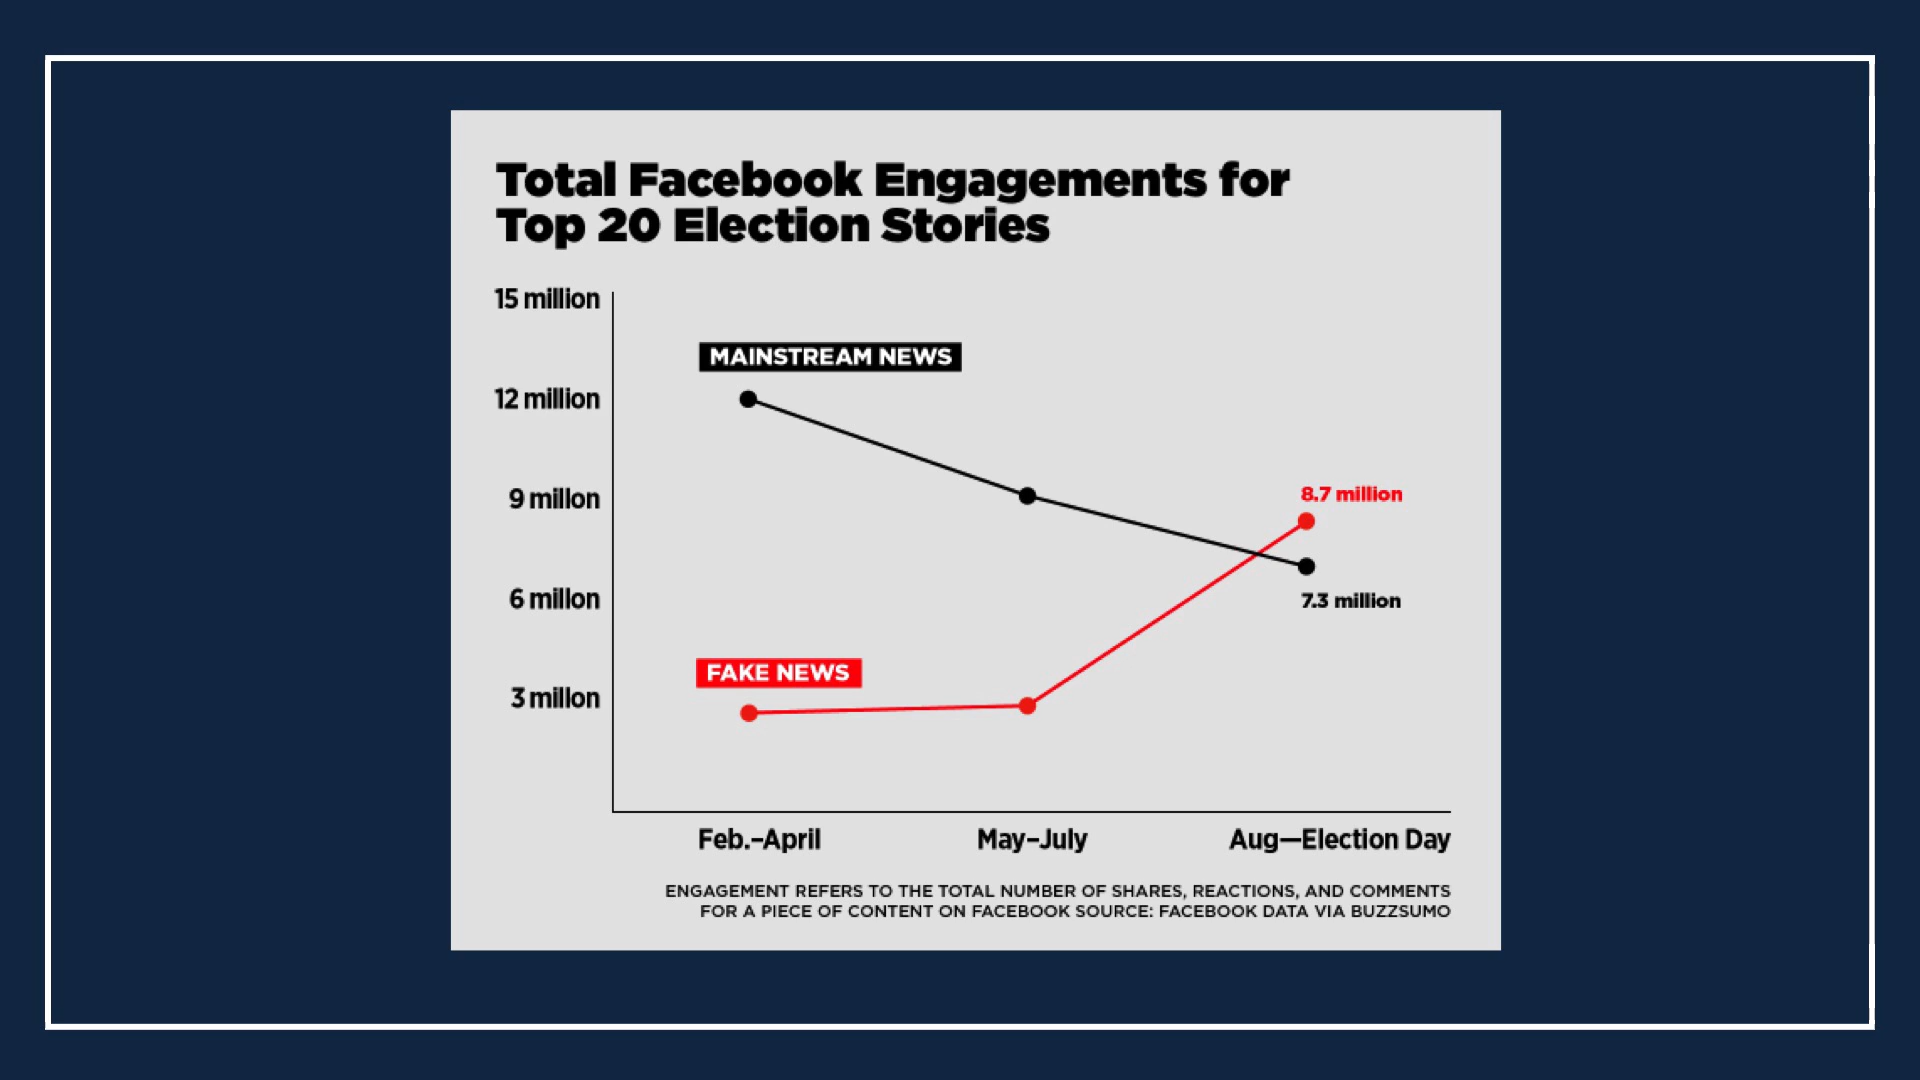 Total Facebook Engagements for
Top 20 Election Stories
15 million
MAINSTREAM NEWS
12 million
8.7 million
9 millon
6 millon
7.3 million
FAKE NEWS
3 millon
Feb.–April May–July Aug—Election Day
ENGAGEMENT REFERS TO THE TOTAL NUMBER OF SHARES, REACTIONS, AND COMMENTS
FOR A PIECE OF CONTENT ON FACEBOOK SOURCE: FACEBOOK DATA VIA BUZZSUMO